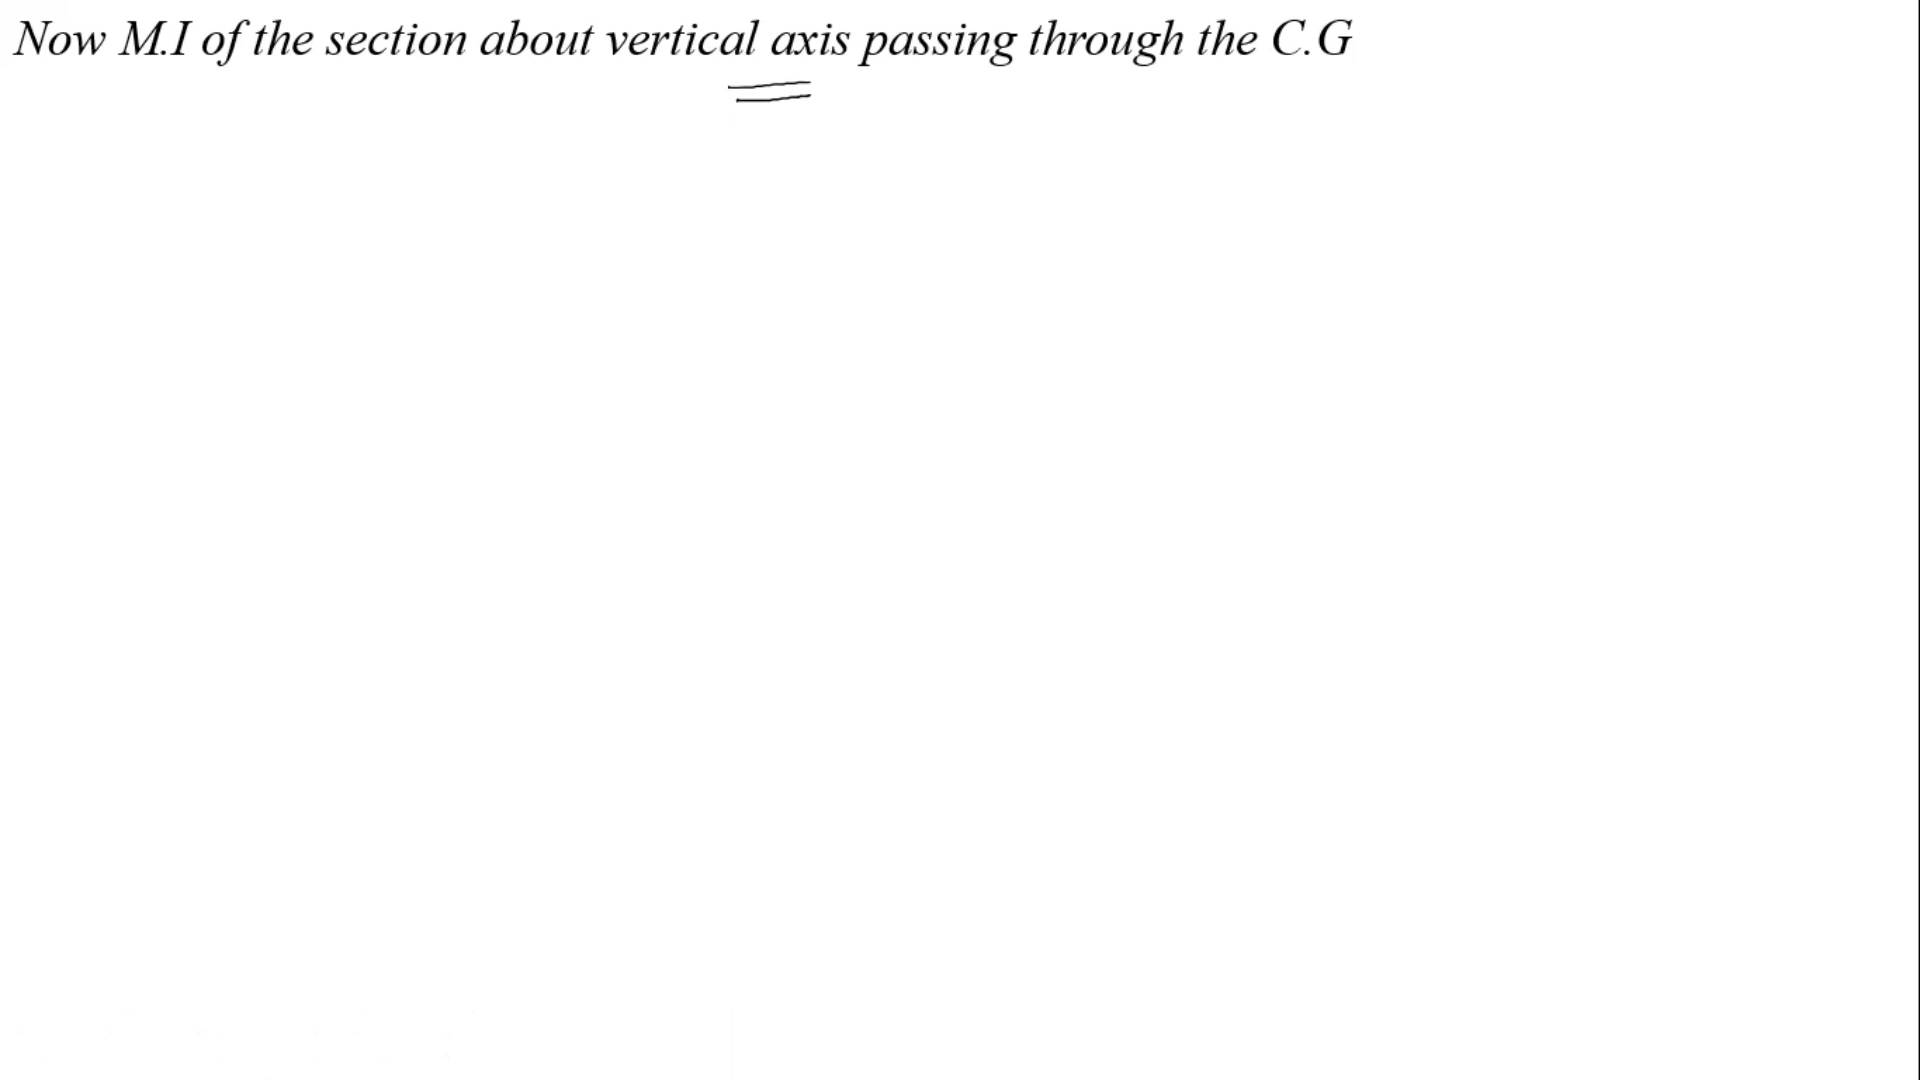 Now M.I of the section about vertical axis passing through the C.G